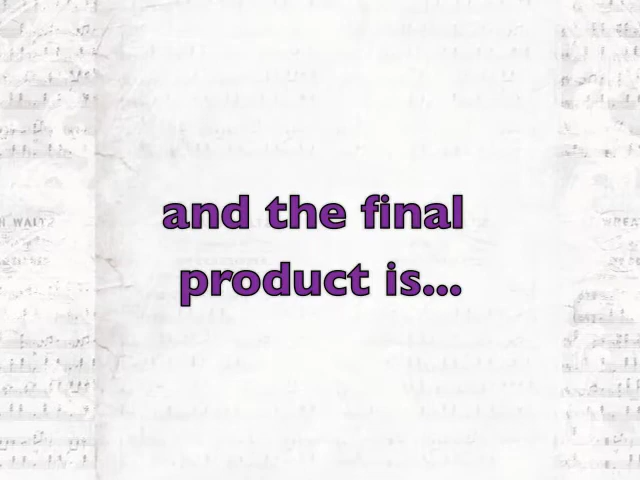 and the final
product is...